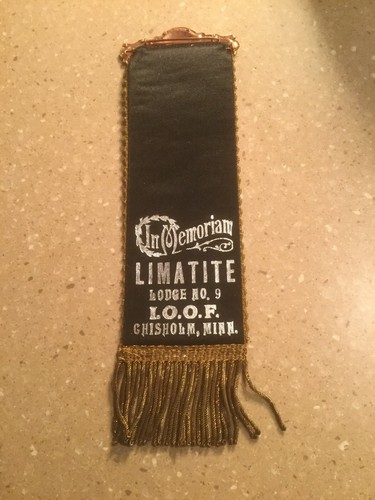 In Memoriam
LIMATITE
LODGE NO. 9
I.O.O.F.
CHISHOLM, MINN.